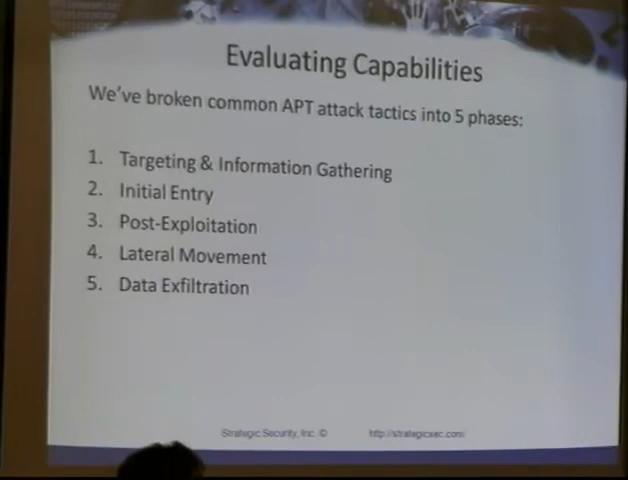 Evaluating Capabilities
We've broken common APT attack tactics into 5 phases:
1. Targeting & Information Gathering
2. Initial Entry
3. Post-Exploitation
4. Lateral Movement
5. Data Exfiltration
Strategic Security, Inc. © http://strategicsec.com/